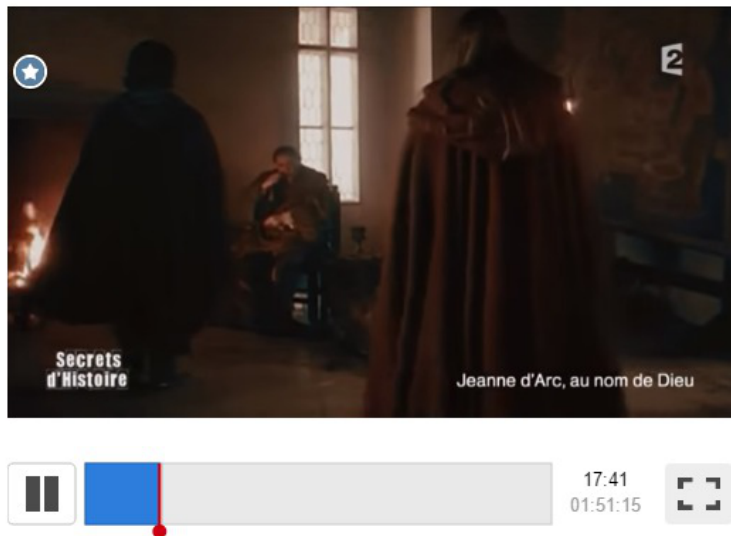 2
Secrets
d'Histoire
Jeanne d'Arc, au nom de Dieu
17:41
01:51:15